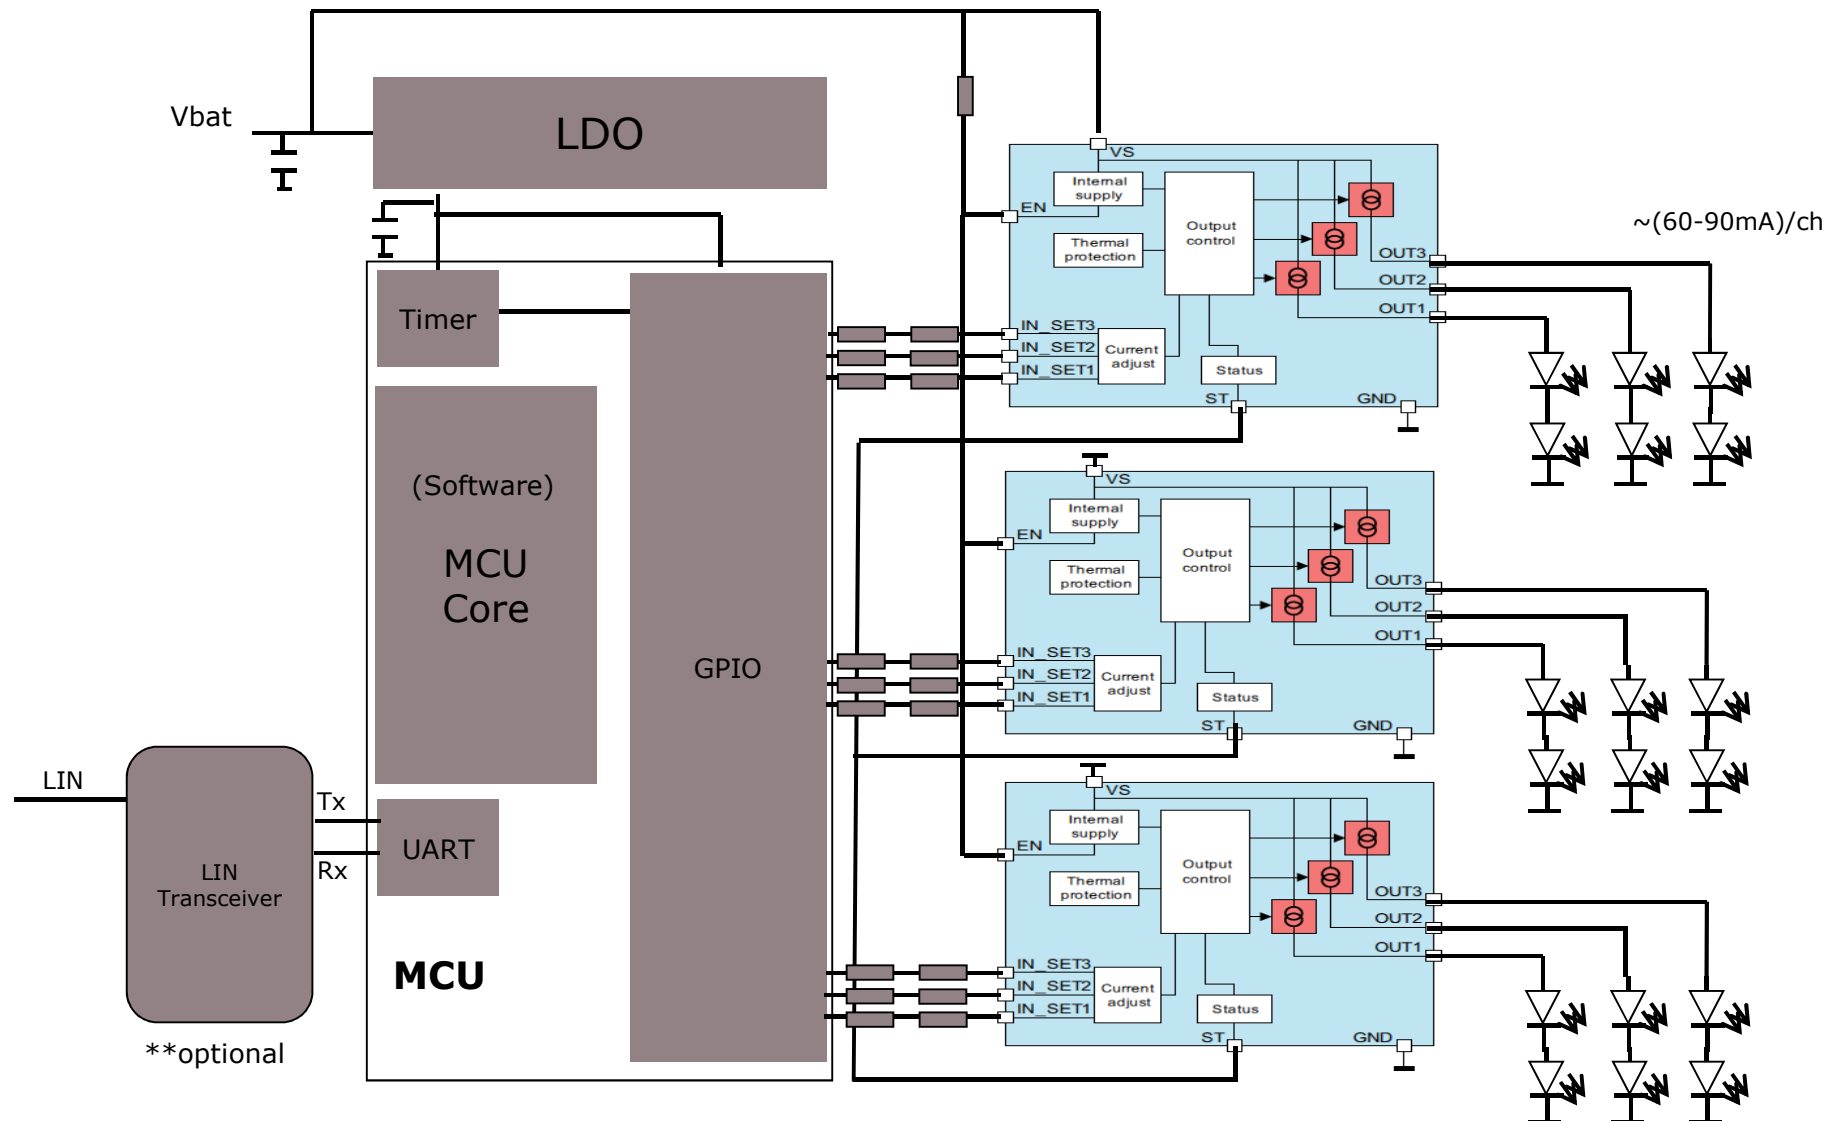 Vbat
LDO
Timer
(Software)
MCU
Core
GPIO
LIN
Tx
Rx
UART
LIN
Transceiver
**optional
MCU
VS
Internal
supply
EN
Thermal
protection
Output
control
OUT3
OUT2
OUT1
IN_SET3
IN_SET2
IN_SET1
Current
adjust
Status
ST
GND
~(60-90mA)/ch
VS
Internal
supply
EN
Thermal
protection
Output
control
OUT3
OUT2
OUT1
IN_SET3
IN_SET2
IN_SET1
Current
adjust
Status
ST
GND
VS
Internal
supply
EN
Thermal
protection
Output
control
OUT3
OUT2
OUT1
IN_SET3
IN_SET2
IN_SET1
Current
adjust
Status
ST
GND